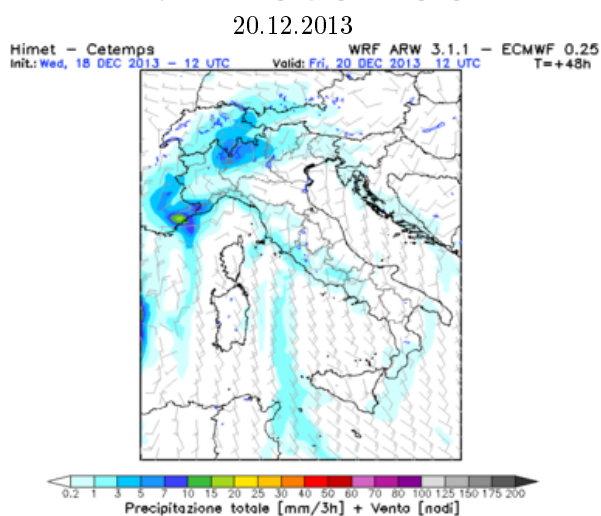 20.12.2013
Himet – Cetemps WRF ARW 3.1.1 – ECMWF 0.25
Init.: Wed, 18 DEC 2013 – 12 UTC Valid: Fri, 20 DEC 2013 12 UTC T=+48h
0.2 1 3 5 7 10 15 20 25 30 40 50 60 70 80 100 125 150 175 200
Precipitazione totale [mm/3h] + Vento [nodi]